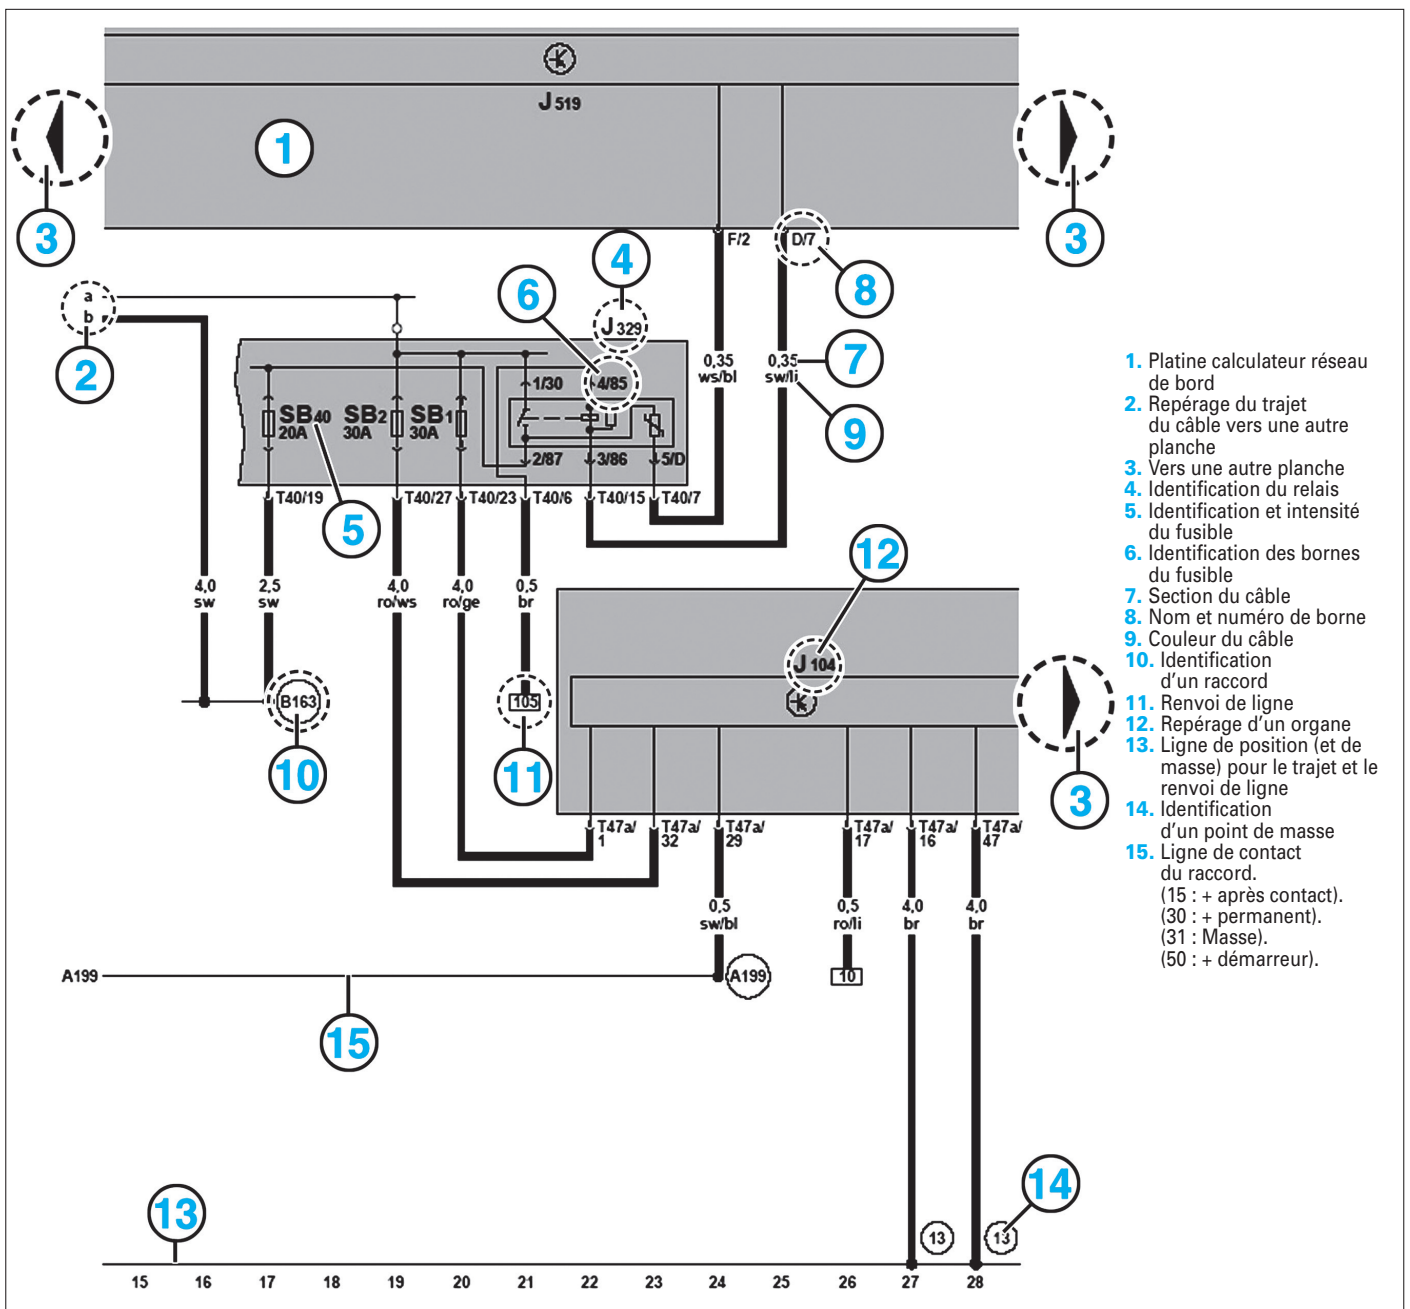 J 519
1
3
3
F/2
D/7
4
8
6
a
b
J 329
2
0,35
ws/bl
0,35
sw/li
7
1/30
4/85
SB40
20A
SB2
30A
SB1
30A
9
2/87
3/86
5/D
T40/19
T40/27
T40/23
T40/6
T40/15
T40/7
5
12
4,0
sw
2,5
sw
4,0
ro/ws
4,0
ro/ge
0,5
br
J 104
B163
105
10
11
3
T47a/
1
T47a/
32
T47a/
29
T47a/
17
T47a/
16
T47a/
47
0,5
sw/bl
0,5
ro/li
4,0
br
4,0
br
A199
A199
10
15
13
14
13
13
15 16 17 18 19 20 21 22 23 24 25 26 27 28
1. Platine calculateur réseau
de bord
2. Repérage du trajet
du câble vers une autre
planche
3. Vers une autre planche
4. Identification du relais
5. Identification et intensité
du fusible
6. Identification des bornes
du fusible
7. Section du câble
8. Nom et numéro de borne
9. Couleur du câble
10. Identification
d'un raccord
11. Renvoi de ligne
12. Repérage d'un organe
13. Ligne de position (et de
masse) pour le trajet et le
renvoi de ligne
14. Identification
d'un point de masse
15. Ligne de contact
du raccord.
(15 : + après contact).
(30 : + permanent).
(31 : Masse).
(50 : + démarreur).